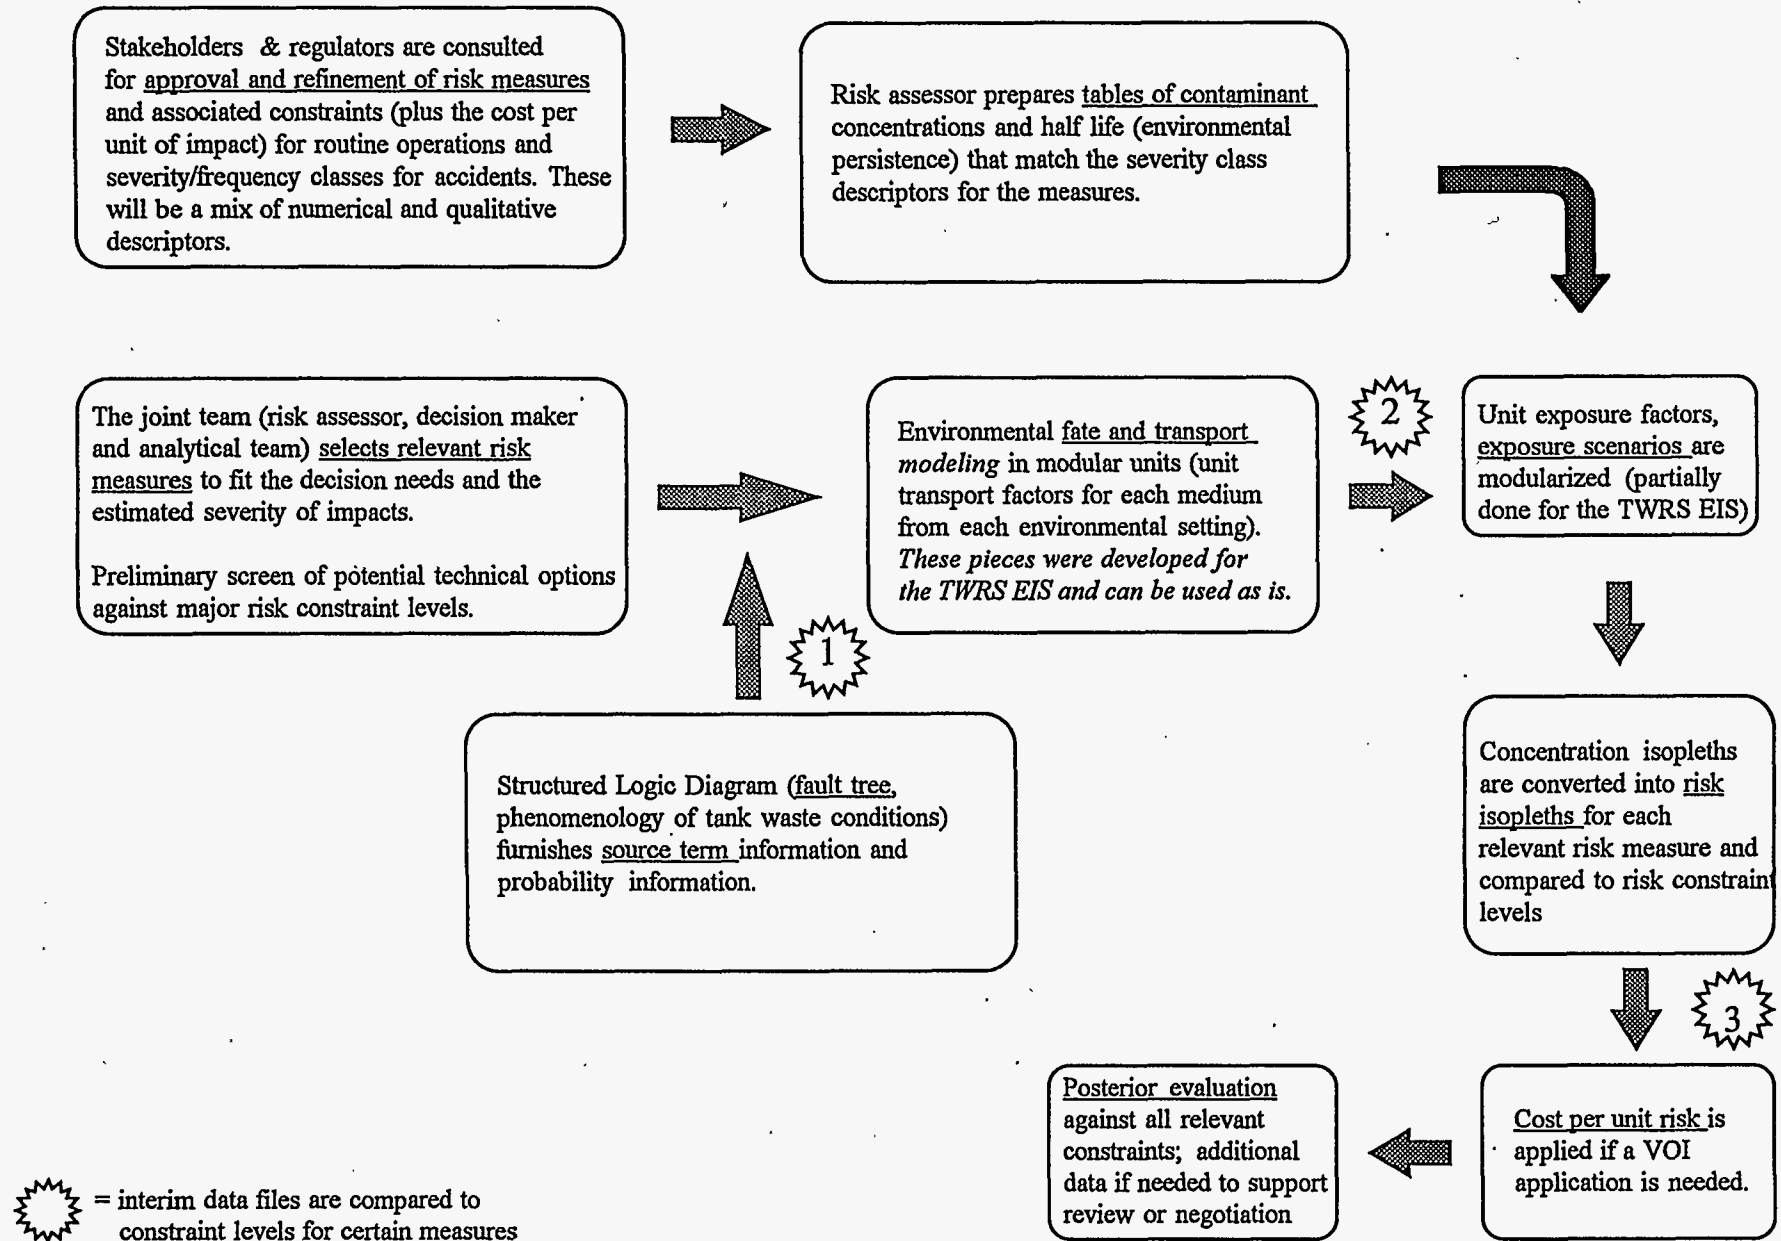 Stakeholders & regulators are consulted
for approval and refinement of risk measures
and associated constraints (plus the cost per
unit of impact) for routine operations and
severity/frequency classes for accidents. These
will be a mix of numerical and qualitative
descriptors.
Risk assessor prepares tables of contaminant
concentrations and half life (environmental
persistence) that match the severity class
descriptors for the measures.
The joint team (risk assessor, decision maker
and analytical team) selects relevant risk
measures to fit the decision needs and the
estimated severity of impacts.
Preliminary screen of potential technical options
against major risk constraint levels.
Environmental fate and transport
modeling in modular units (unit
transport factors for each medium
from each environmental setting).
These pieces were developed for
the TWRS EIS and can be used as is.
2
Unit exposure factors,
exposure scenarios are
modularized (partially
done for the TWRS EIS)
1
Structured Logic Diagram (fault tree,
phenomenology of tank waste conditions)
furnishes source term information and
probability information.
Concentration isopleths
are converted into risk
isopleths for each
relevant risk measure and
compared to risk constraint
levels
3
Posterior evaluation
against all relevant
constraints; additional
data if needed to support
review or negotiation
Cost per unit risk is
applied if a VOI
application is needed.
= interim data files are compared to
constraint levels for certain measures